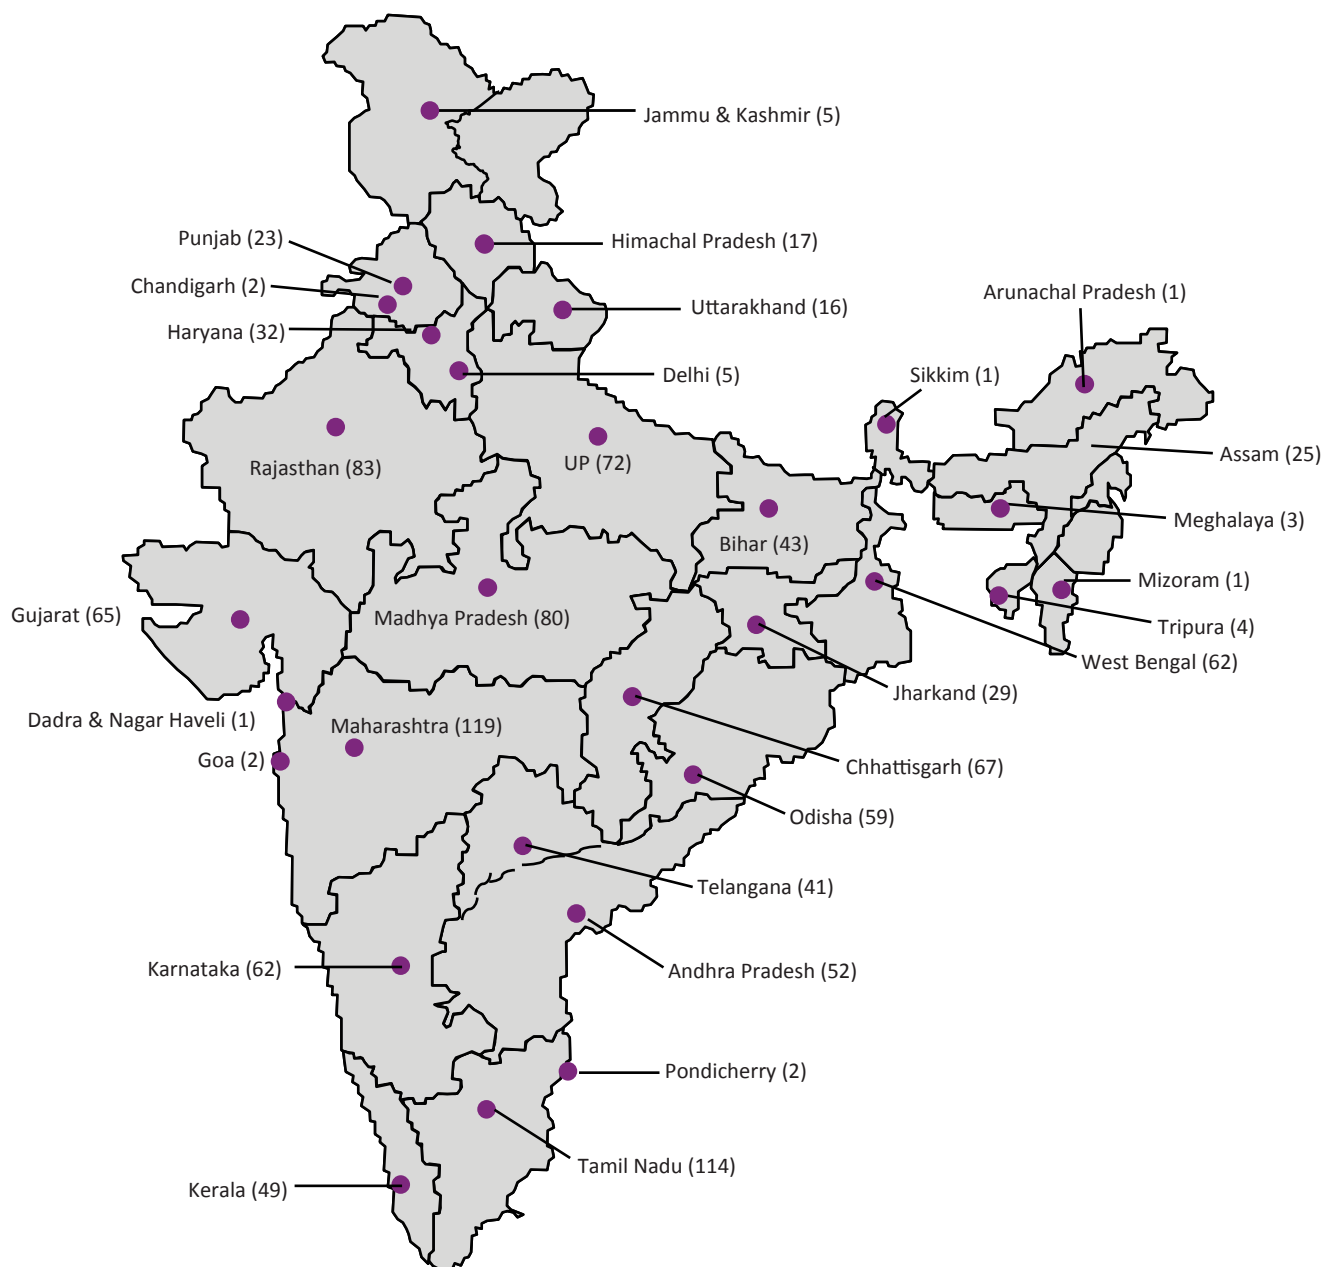 Jammu & Kashmir (5)
Punjab (23)
Himachal Pradesh (17)
Chandigarh (2)
Arunachal Pradesh (1)
Uttarakhand (16)
Haryana (32)
Delhi (5)
Sikkim (1)
Assam (25)
Rajasthan (83)
UP (72)
Meghalaya (3)
Bihar (43)
Mizoram (1)
Gujarat (65)
Madhya Pradesh (80)
Tripura (4)
West Bengal (62)
Jharkand (29)
Dadra & Nagar Haveli (1)
Maharashtra (119)
Goa (2)
Chhattisgarh (67)
Odisha (59)
Telangana (41)
Karnataka (62)
Andhra Pradesh (52)
Pondicherry (2)
Tamil Nadu (114)
Kerala (49)